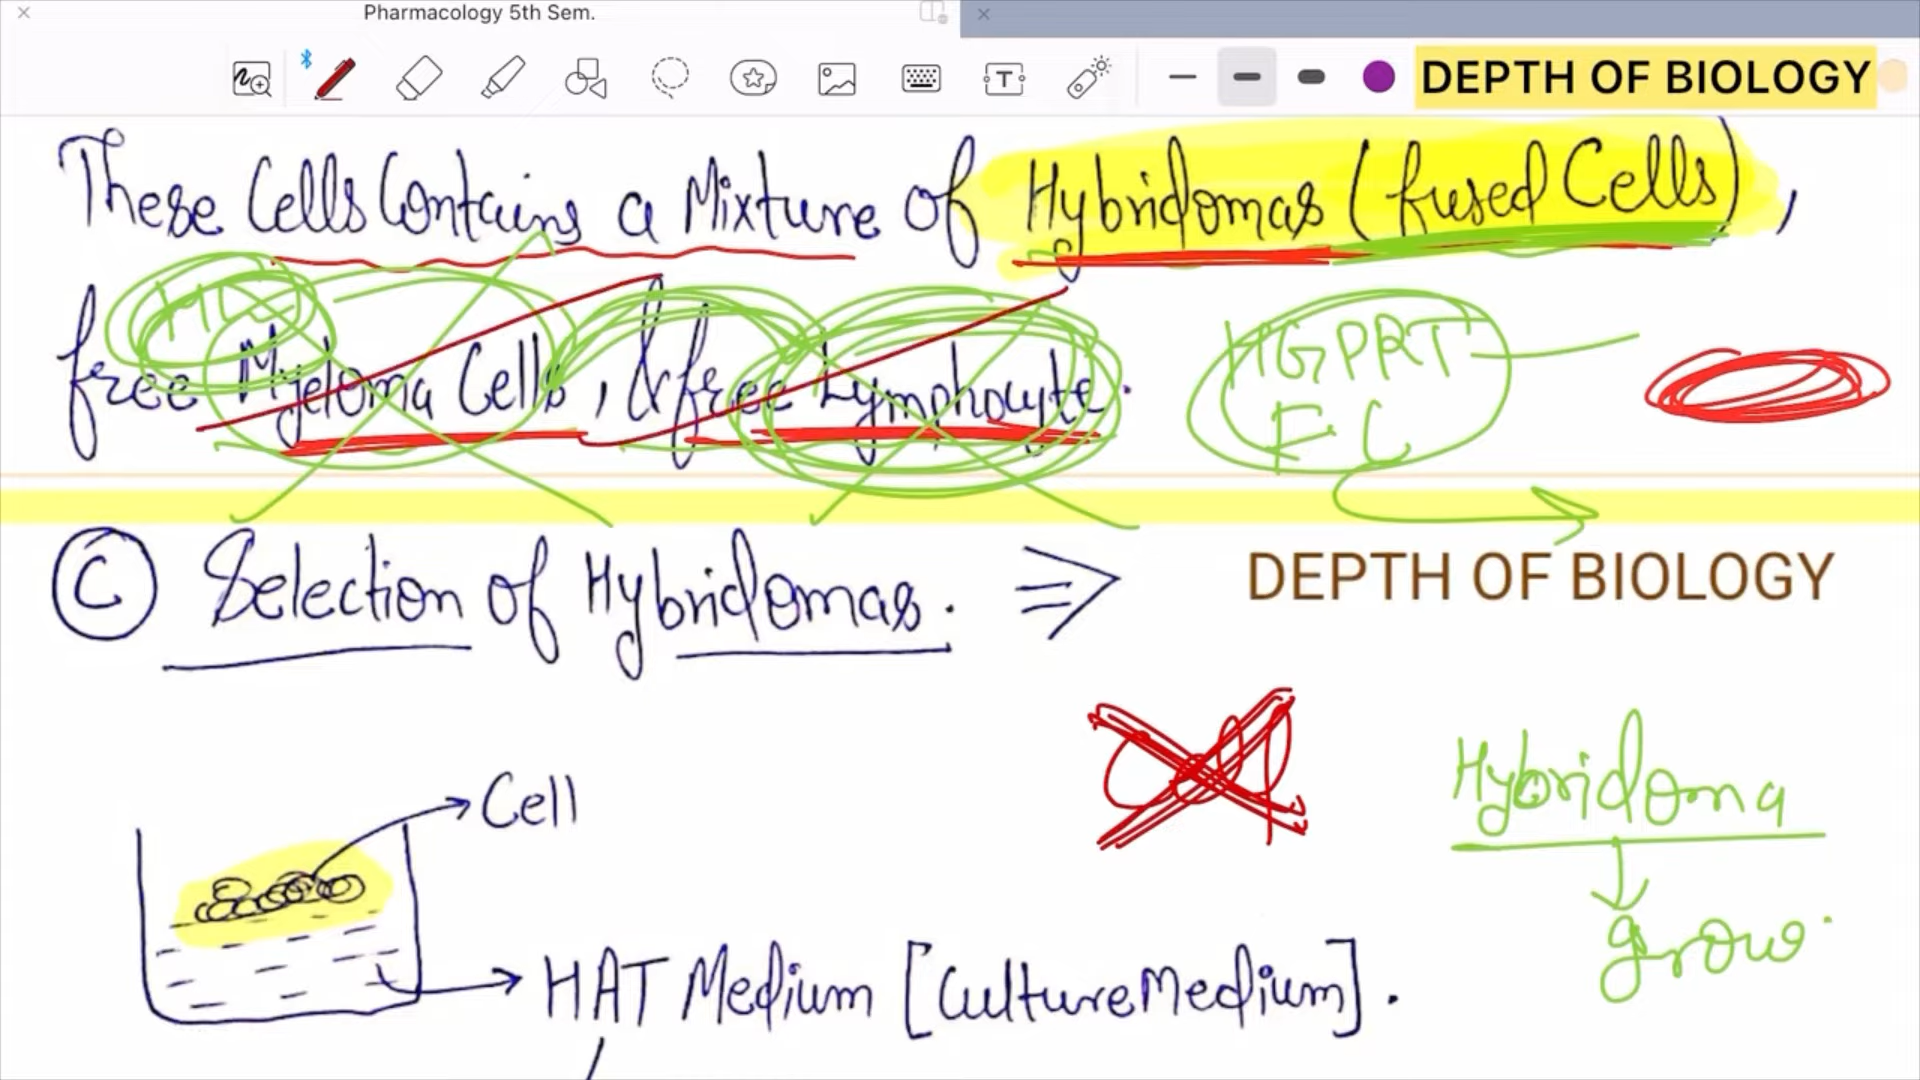 Pharmacology 5th Sem.
DEPTH OF BIOLOGY
These Cells Contains a Mixture of Hybridomas (fused Cells),
free Myeloma Cells, & free Lymphocyte.
HGPRT
F C
C Selection of Hybridomas. ⇒
DEPTH OF BIOLOGY
Cell
Hybridoma
grow
HAT Medium [Culture Medium].